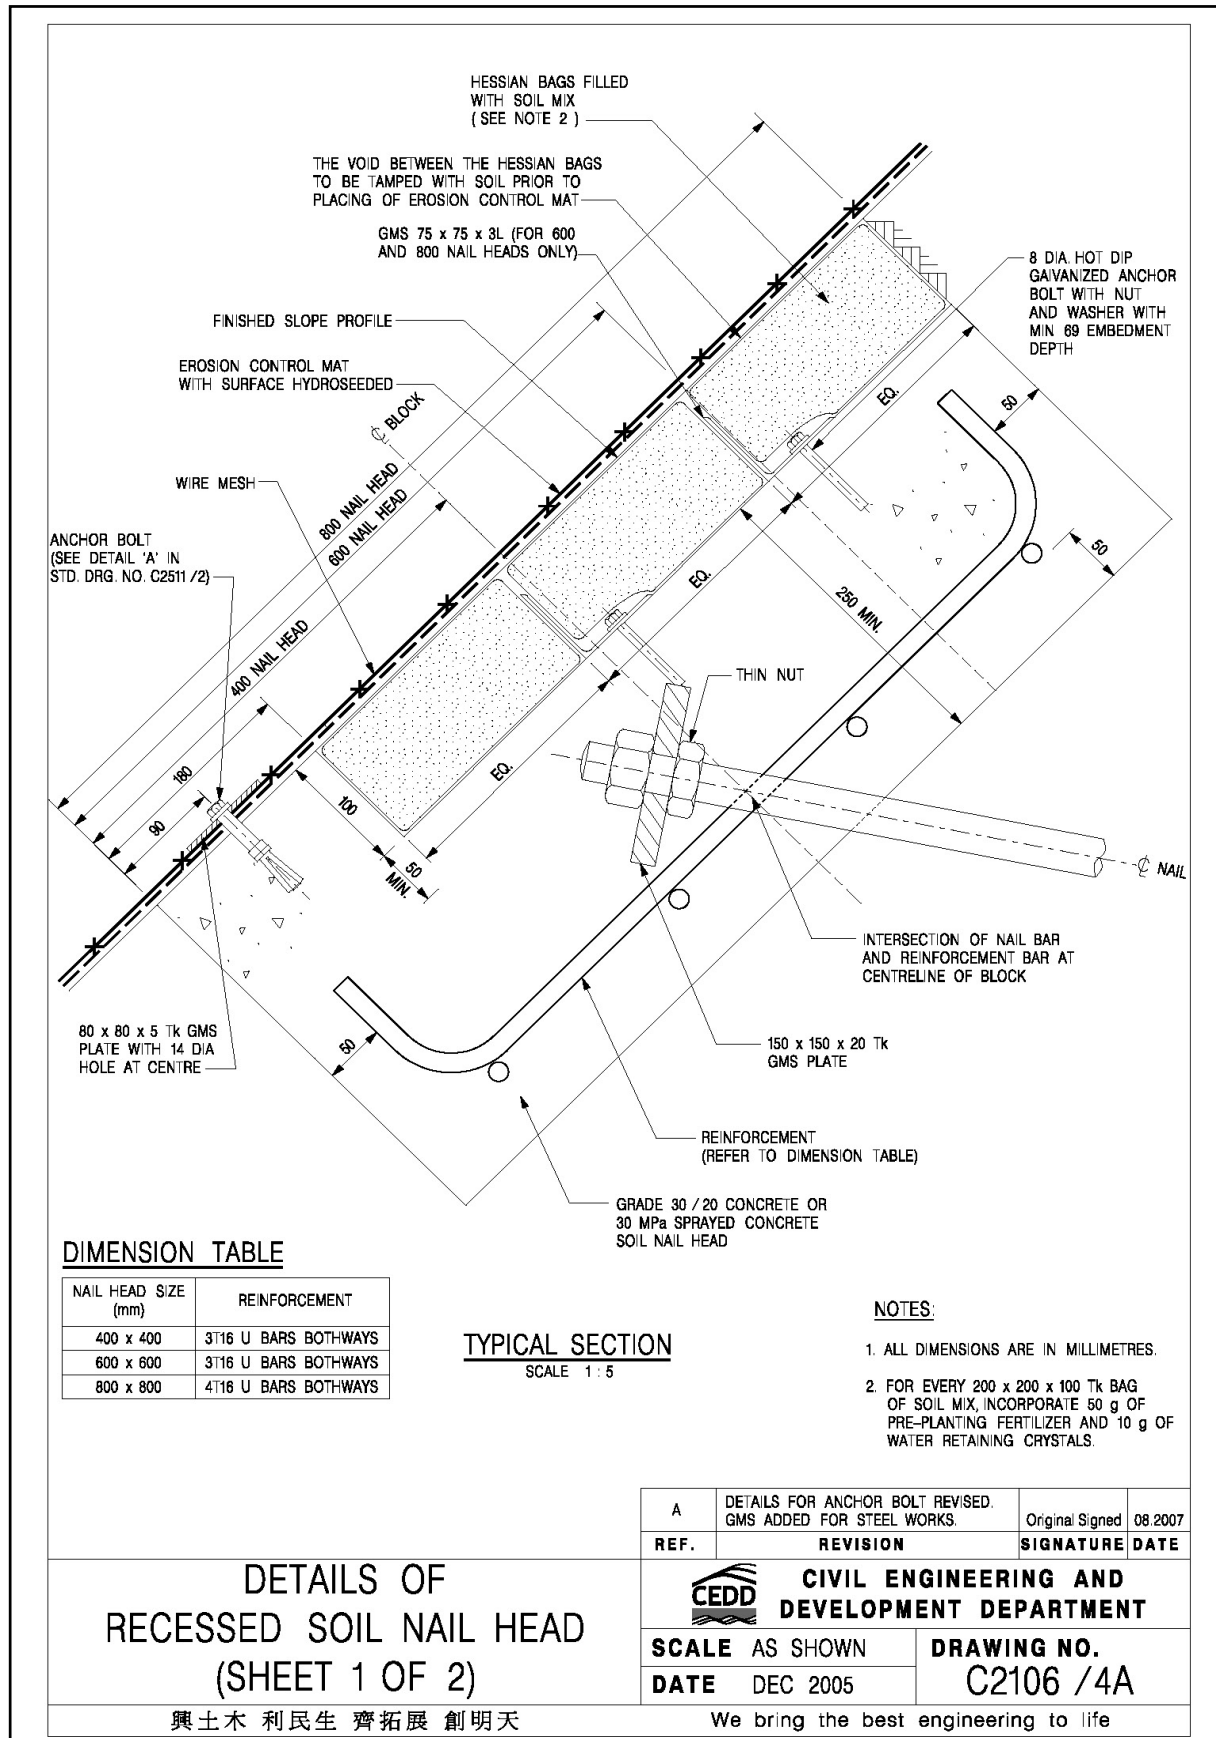 HESSIAN BAGS FILLED
WITH SOIL MIX
( SEE NOTE 2 )
THE VOID BETWEEN THE HESSIAN BAGS
TO BE TAMPED WITH SOIL PRIOR TO
PLACING OF EROSION CONTROL MAT
GMS 75 x 75 x 3L (FOR 600
AND 800 NAIL HEADS ONLY)
8 DIA. HOT DIP
GALVANIZED ANCHOR
BOLT WITH NUT
AND WASHER WITH
MIN 69 EMBEDMENT
DEPTH
FINISHED SLOPE PROFILE
EROSION CONTROL MAT
WITH SURFACE HYDROSEEDED
℄ BLOCK
WIRE MESH
800 NAIL HEAD
600 NAIL HEAD
400 NAIL HEAD
ANCHOR BOLT
(SEE DETAIL 'A' IN
STD. DRG. NO. C2511 /2)
180
90
100
50
MIN.
EQ.
EQ.
EQ.
50
50
250 MIN.
THIN NUT
℄ NAIL
INTERSECTION OF NAIL BAR
AND REINFORCEMENT BAR AT
CENTRELINE OF BLOCK
80 x 80 x 5 Tk GMS
PLATE WITH 14 DIA
HOLE AT CENTRE
50
150 x 150 x 20 Tk
GMS PLATE
REINFORCEMENT
(REFER TO DIMENSION TABLE)
GRADE 30 / 20 CONCRETE OR
30 MPa SPRAYED CONCRETE
SOIL NAIL HEAD
DIMENSION TABLE
NAIL HEAD SIZE
(mm)
REINFORCEMENT
400 x 400 3T16 U BARS BOTHWAYS
600 x 600 3T16 U BARS BOTHWAYS
800 x 800 4T16 U BARS BOTHWAYS
TYPICAL SECTION
SCALE 1 : 5
NOTES:
1. ALL DIMENSIONS ARE IN MILLIMETRES.
2. FOR EVERY 200 x 200 x 100 Tk BAG
OF SOIL MIX, INCORPORATE 50 g OF
PRE-PLANTING FERTILIZER AND 10 g OF
WATER RETAINING CRYSTALS.
A DETAILS FOR ANCHOR BOLT REVISED.
GMS ADDED FOR STEEL WORKS. Original Signed 08.2007
REF. REVISION SIGNATURE DATE
DETAILS OF
RECESSED SOIL NAIL HEAD
(SHEET 1 OF 2)
CEDD
CIVIL ENGINEERING AND
DEVELOPMENT DEPARTMENT
SCALE AS SHOWN
DATE DEC 2005
DRAWING NO.
C2106 /4A
興土木 利民生 齊拓展 創明天
We bring the best engineering to life